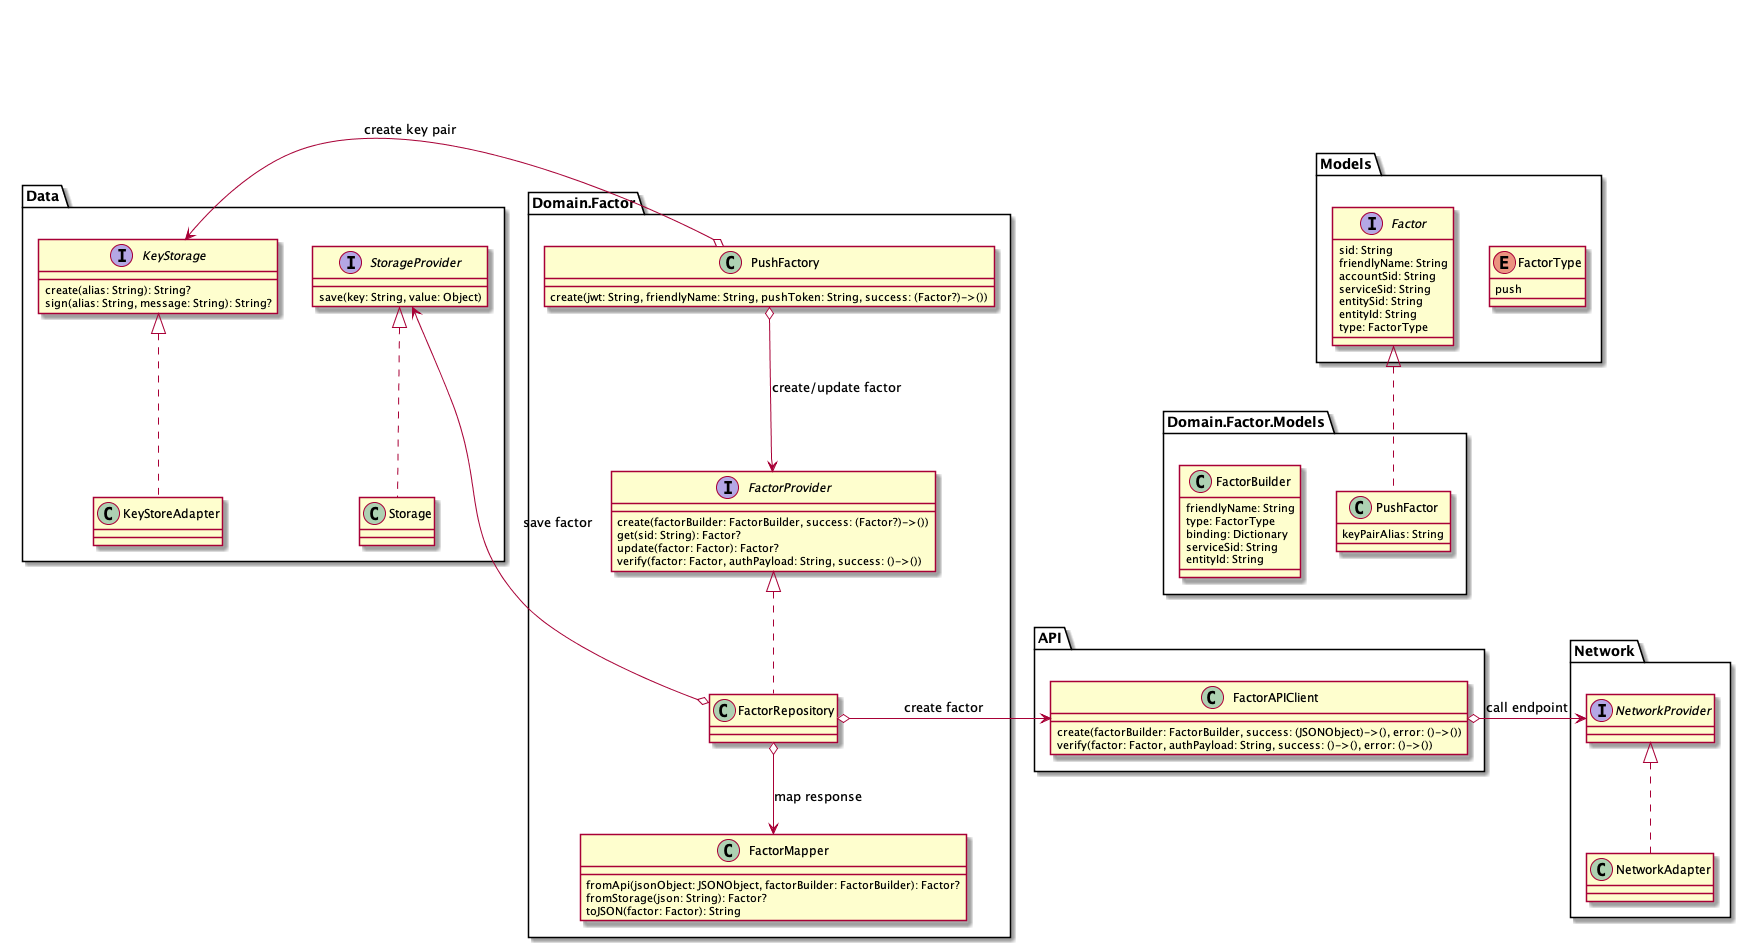 create key pair
Data
I KeyStorage
create(alias: String): String?
sign(alias: String, message: String): String?
I StorageProvider
save(key: String, value: Object)
C KeyStoreAdapter
C Storage
save factor
Domain.Factor
C PushFactory
create(jwt: String, friendlyName: String, pushToken: String, success: (Factor?)->())
create/update factor
I FactorProvider
create(factorBuilder: FactorBuilder, success: (Factor?)->())
get(sid: String): Factor?
update(factor: Factor): Factor?
verify(factor: Factor, authPayload: String, success: ()->())
C FactorRepository
create factor
map response
C FactorMapper
fromApi(jsonObject: JSONObject, factorBuilder: FactorBuilder): Factor?
fromStorage(json: String): Factor?
toJSON(factor: Factor): String
Models
I Factor
sid: String
friendlyName: String
accountSid: String
serviceSid: String
entitySid: String
entityId: String
type: FactorType
E FactorType
push
Domain.Factor.Models
C FactorBuilder
friendlyName: String
type: FactorType
binding: Dictionary
serviceSid: String
entityId: String
C PushFactor
keyPairAlias: String
API
C FactorAPIClient
create(factorBuilder: FactorBuilder, success: (JSONObject)->(), error: ()->())
verify(factor: Factor, authPayload: String, success: ()->(), error: ()->())
call endpoint
Network
I NetworkProvider
C NetworkAdapter